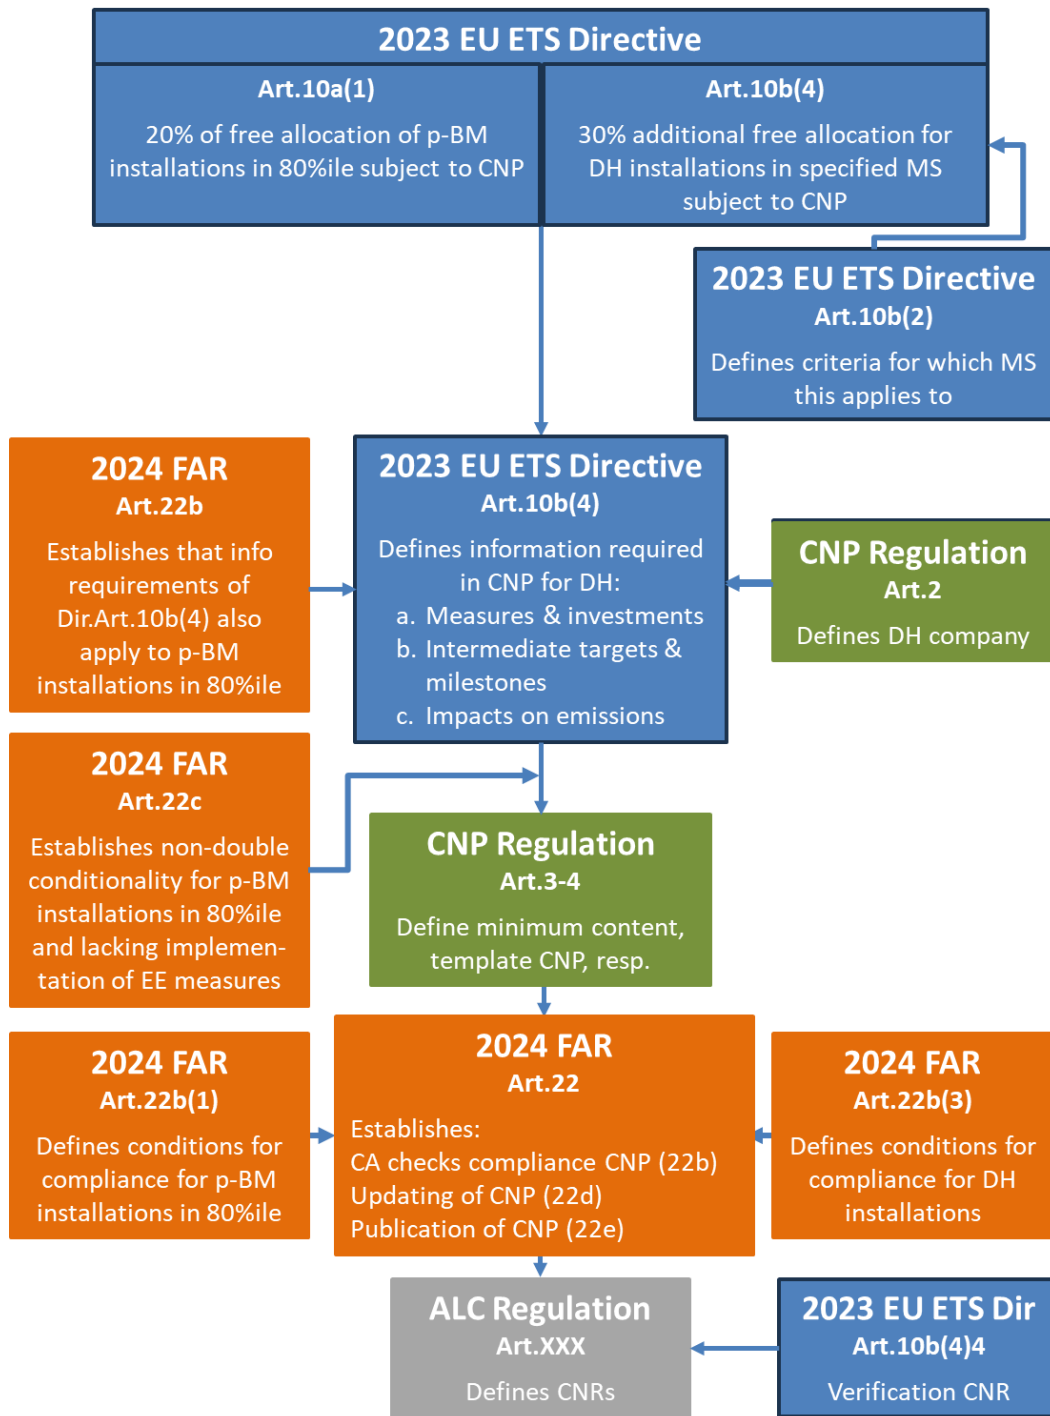 2023 EU ETS Directive
Art.10a(1)
20% of free allocation of p-BM
installations in 80%ile subject to CNP
Art.10b(4)
30% additional free allocation for
DH installations in specified MS
subject to CNP
2023 EU ETS Directive
Art.10b(2)
Defines criteria for which MS
this applies to
2024 FAR
Art.22b
Establishes that info
requirements of
Dir.Art.10b(4) also
apply to p-BM
installations in 80%ile
2023 EU ETS Directive
Art.10b(4)
Defines information required
in CNP for DH:
a. Measures & investments
b. Intermediate targets &
milestones
c. Impacts on emissions
CNP Regulation
Art.2
Defines DH company
2024 FAR
Art.22c
Establishes non-double
conditionality for p-BM
installations in 80%ile
and lacking implemen-
tation of EE measures
CNP Regulation
Art.3-4
Define minimum content,
template CNP, resp.
2024 FAR
Art.22b(1)
Defines conditions for
compliance for p-BM
installations in 80%ile
2024 FAR
Art.22
Establishes:
CA checks compliance CNP (22b)
Updating of CNP (22d)
Publication of CNP (22e)
2024 FAR
Art.22b(3)
Defines conditions for
compliance for DH
installations
ALC Regulation
Art.XXX
Defines CNRs
2023 EU ETS Dir
Art.10b(4)4
Verification CNR